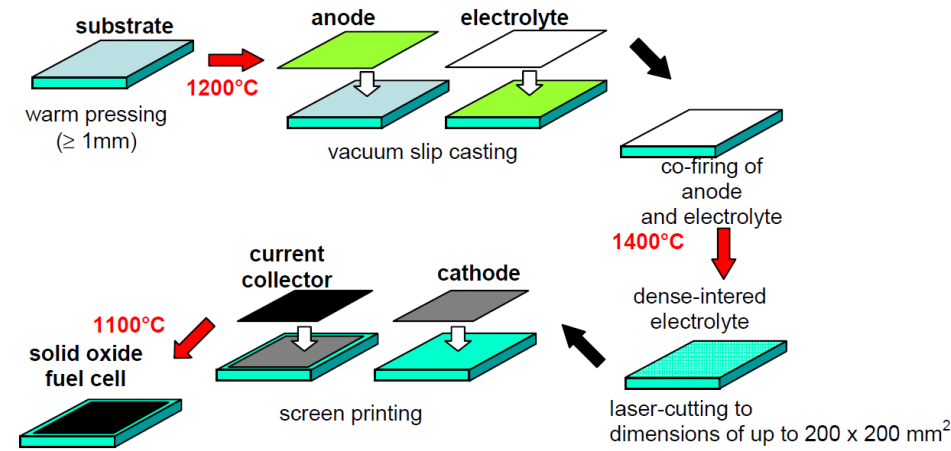 substrate
1200°C
warm pressing
(≥ 1mm)
anode
electrolyte
vacuum slip casting
co-firing of
anode
and electrolyte
1400°C
dense-intered
electrolyte
laser-cutting to
dimensions of up to 200 x 200 mm²
cathode
current
collector
screen printing
1100°C
solid oxide
fuel cell